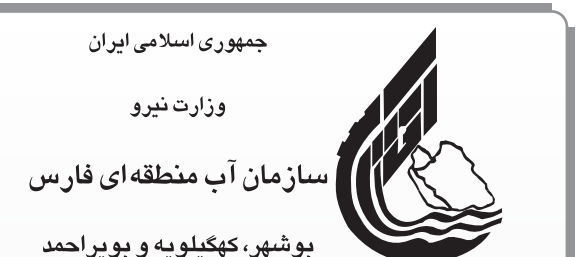 جمهوری اسلامی ایران
وزارت نیرو
سازمان آب منطقه ای فارس
بوشهر، کهگیلویه و بویراحمد